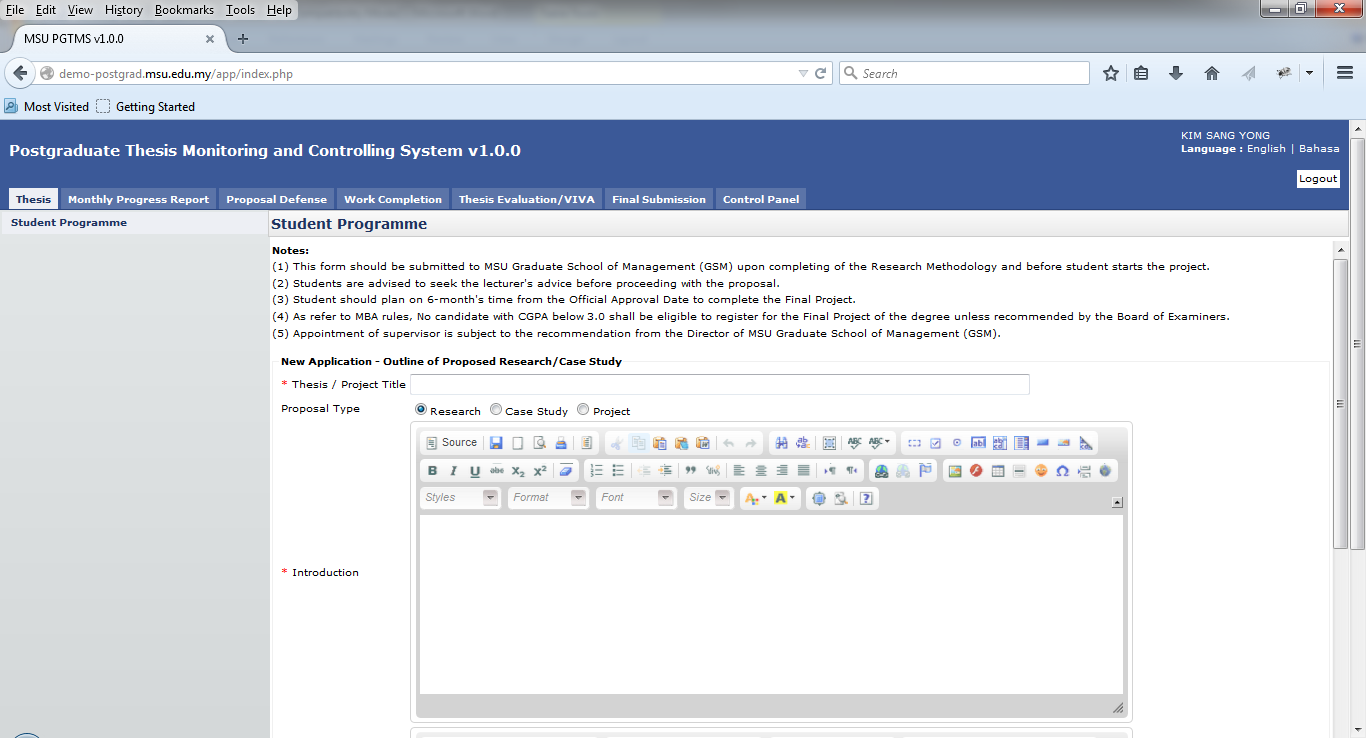 File Edit View History Bookmarks Tools Help
MSU PGTMS v1.0.0
demo-postgrad.msu.edu.my/app/index.php
Search
Most Visited Getting Started
KIM SANG YONG
Language : English | Bahasa
Postgraduate Thesis Monitoring and Controlling System v1.0.0
Logout
Thesis Monthly Progress Report Proposal Defense Work Completion Thesis Evaluation/VIVA Final Submission Control Panel
Student Programme
Student Programme
Notes:
(1) This form should be submitted to MSU Graduate School of Management (GSM) upon completing of the Research Methodology and before student starts the project.
(2) Students are advised to seek the lecturer's advice before proceeding with the proposal.
(3) Student should plan on 6-month's time from the Official Approval Date to complete the Final Project.
(4) As refer to MBA rules, No candidate with CGPA below 3.0 shall be eligible to register for the Final Project of the degree unless recommended by the Board of Examiners.
(5) Appointment of supervisor is subject to the recommendation from the Director of MSU Graduate School of Management (GSM).
New Application - Outline of Proposed Research/Case Study
* Thesis / Project Title
Proposal Type Research Case Study Project
Source ABC ABC
B I U abc X₂ X²
Styles Format Font Size A A ?
* Introduction